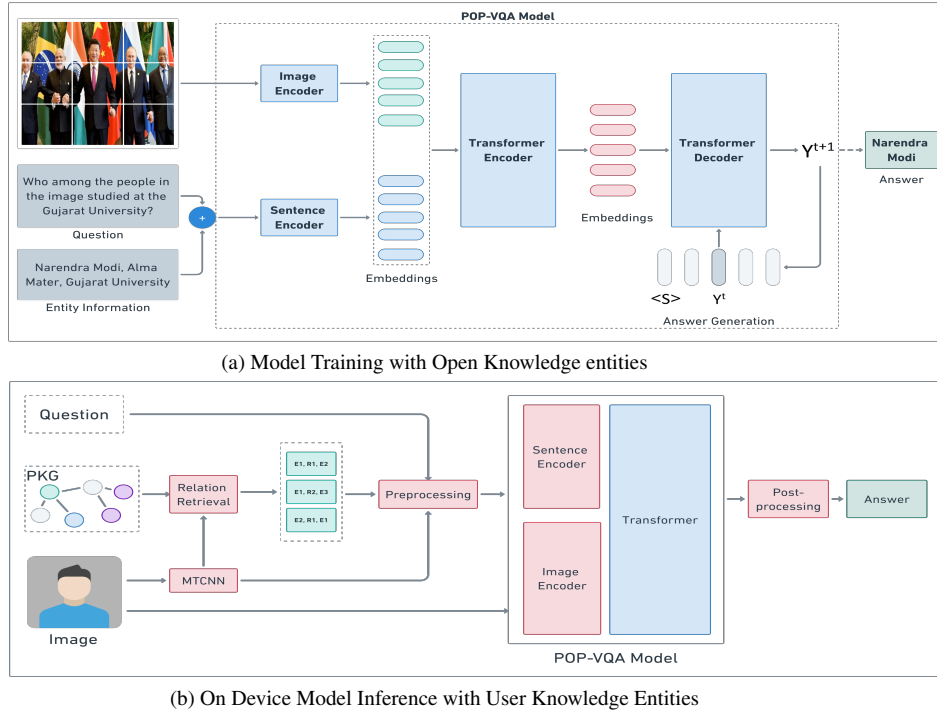 POP-VQA Model
Image
Encoder
Transformer
Encoder
Transformer
Decoder
Y^t+1
Narendra
Modi
Answer
Who among the people in
the image studied at the
Gujarat University?
Question
+
Sentence
Encoder
Embeddings
Embeddings
Narendra Modi, Alma
Mater, Gujarat University
Entity Information
<S>
Y^t
Answer Generation
(a) Model Training with Open Knowledge entities
Question
PKG
Relation
Retrieval
E1, R1, E2
E1, R2, E3
E2, R1, E1
Preprocessing
MTCNN
Image
Sentence
Encoder
Image
Encoder
Transformer
POP-VQA Model
Post-
processing
Answer
(b) On Device Model Inference with User Knowledge Entities